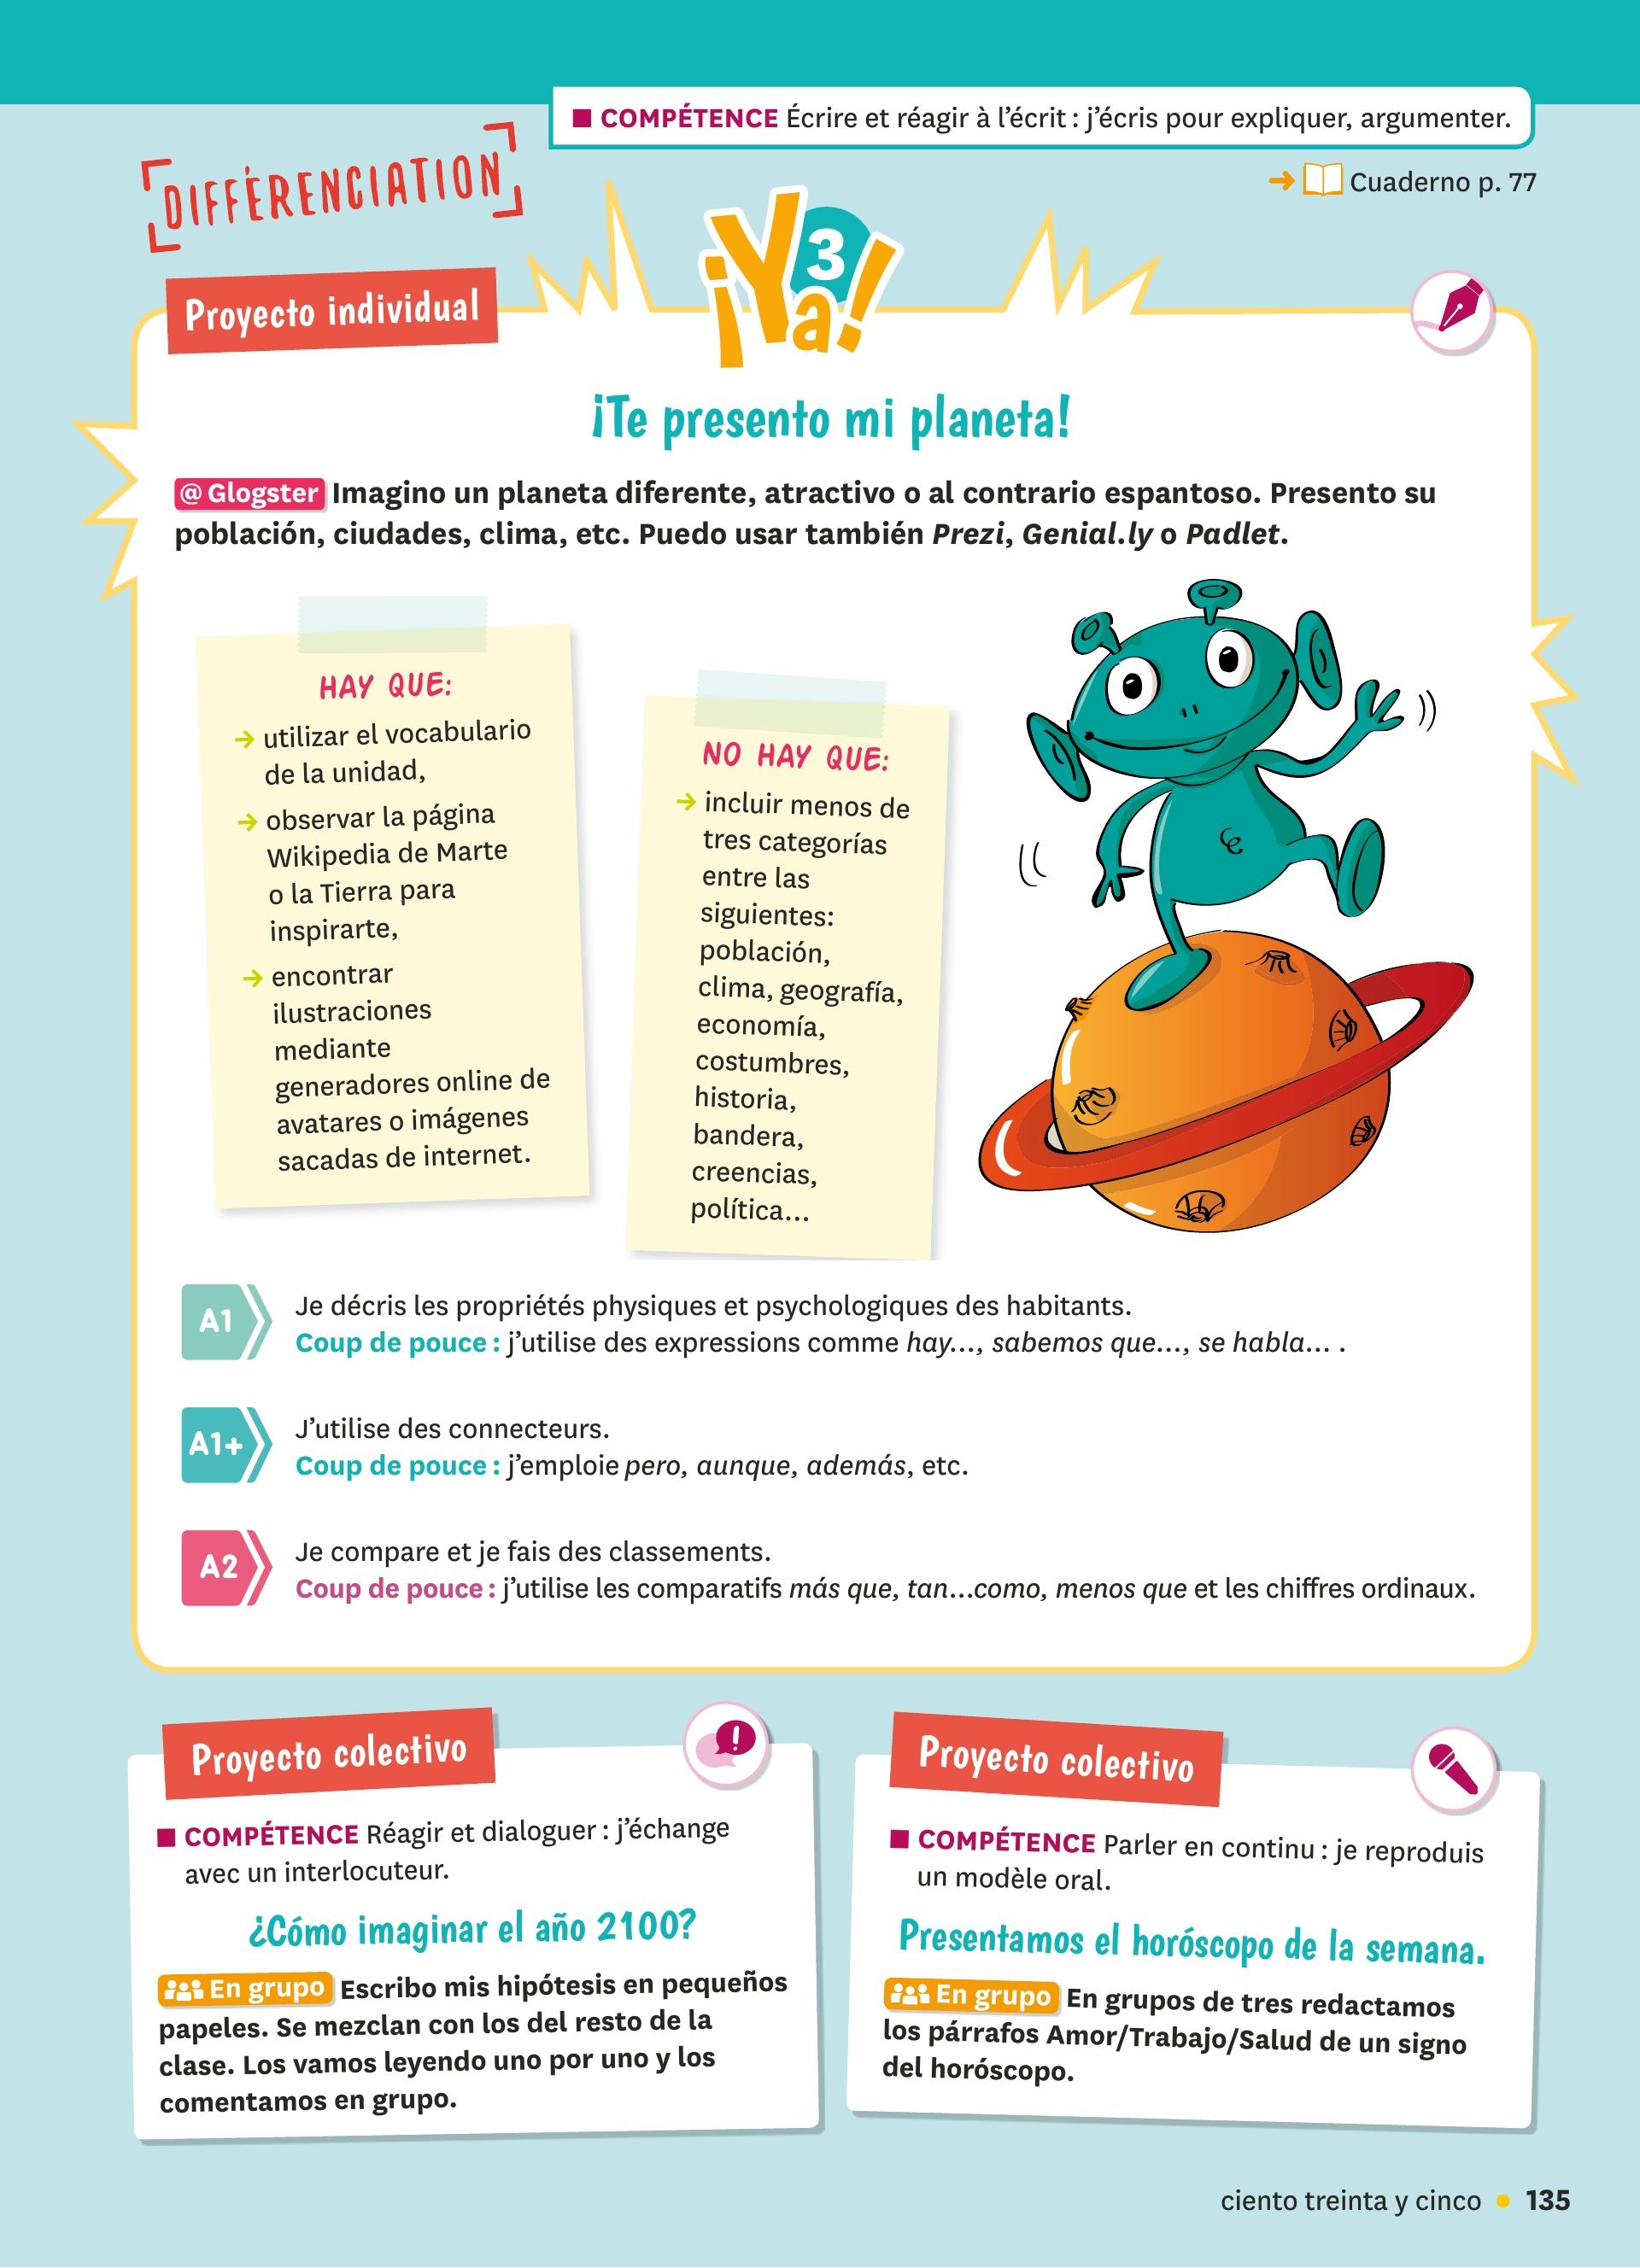 ■ COMPÉTENCE Écrire et réagir à l'écrit : j'écris pour expliquer, argumenter.
DIFFÉRENCIATION
→ Cuaderno p. 77
¡Ya! 3
Proyecto individual
¡Te presento mi planeta!
@ Glogster Imagino un planeta diferente, atractivo o al contrario espantoso. Presento su
población, ciudades, clima, etc. Puedo usar también Prezi, Genial.ly o Padlet.
HAY QUE:
→ utilizar el vocabulario
de la unidad,
→ observar la página
Wikipedia de Marte
o la Tierra para
inspirarte,
→ encontrar
ilustraciones
mediante
generadores online de
avatares o imágenes
sacadas de internet.
NO HAY QUE:
→ incluir menos de
tres categorías
entre las
siguientes:
población,
clima, geografía,
economía,
costumbres,
historia,
bandera,
creencias,
política...
A1
Je décris les propriétés physiques et psychologiques des habitants.
Coup de pouce : j'utilise des expressions comme hay..., sabemos que..., se habla... .
A1+
J'utilise des connecteurs.
Coup de pouce : j'emploie pero, aunque, además, etc.
A2
Je compare et je fais des classements.
Coup de pouce : j'utilise les comparatifs más que, tan...como, menos que et les chiffres ordinaux.
Proyecto colectivo
■ COMPÉTENCE Réagir et dialoguer : j'échange
avec un interlocuteur.
¿Cómo imaginar el año 2100?
En grupo Escribo mis hipótesis en pequeños
papeles. Se mezclan con los del resto de la
clase. Los vamos leyendo uno por uno y los
comentamos en grupo.
Proyecto colectivo
■ COMPÉTENCE Parler en continu : je reproduis
un modèle oral.
Presentamos el horóscopo de la semana.
En grupo En grupos de tres redactamos
los párrafos Amor/Trabajo/Salud de un signo
del horóscopo.
ciento treinta y cinco • 135